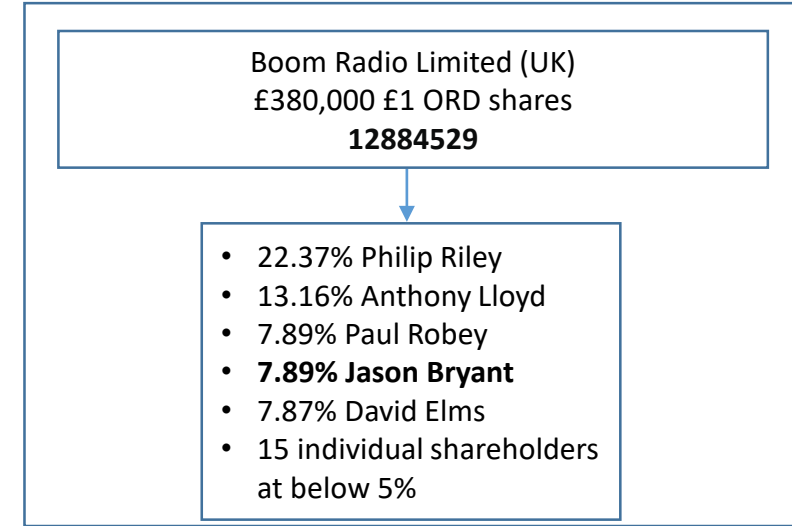 Boom Radio Limited (UK)
£380,000 £1 ORD shares
12884529
• 22.37% Philip Riley
• 13.16% Anthony Lloyd
• 7.89% Paul Robey
• 7.89% Jason Bryant
• 7.87% David Elms
• 15 individual shareholders
at below 5%